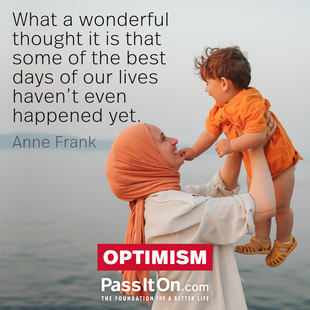 What a wonderful
thought it is that
some of the best
days of our lives
haven’t even
happened yet.
Anne Frank
OPTIMISM
PassItOn.com
THE FOUNDATION FOR A BETTER LIFE